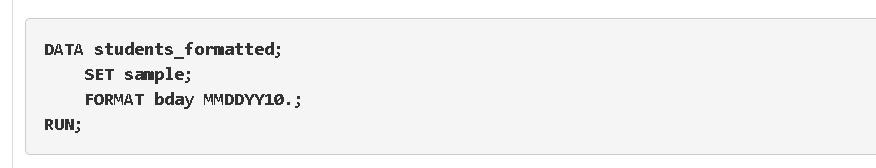 DATA students_formatted;
    SET sample;
    FORMAT bday MMDDYY10.;
RUN;